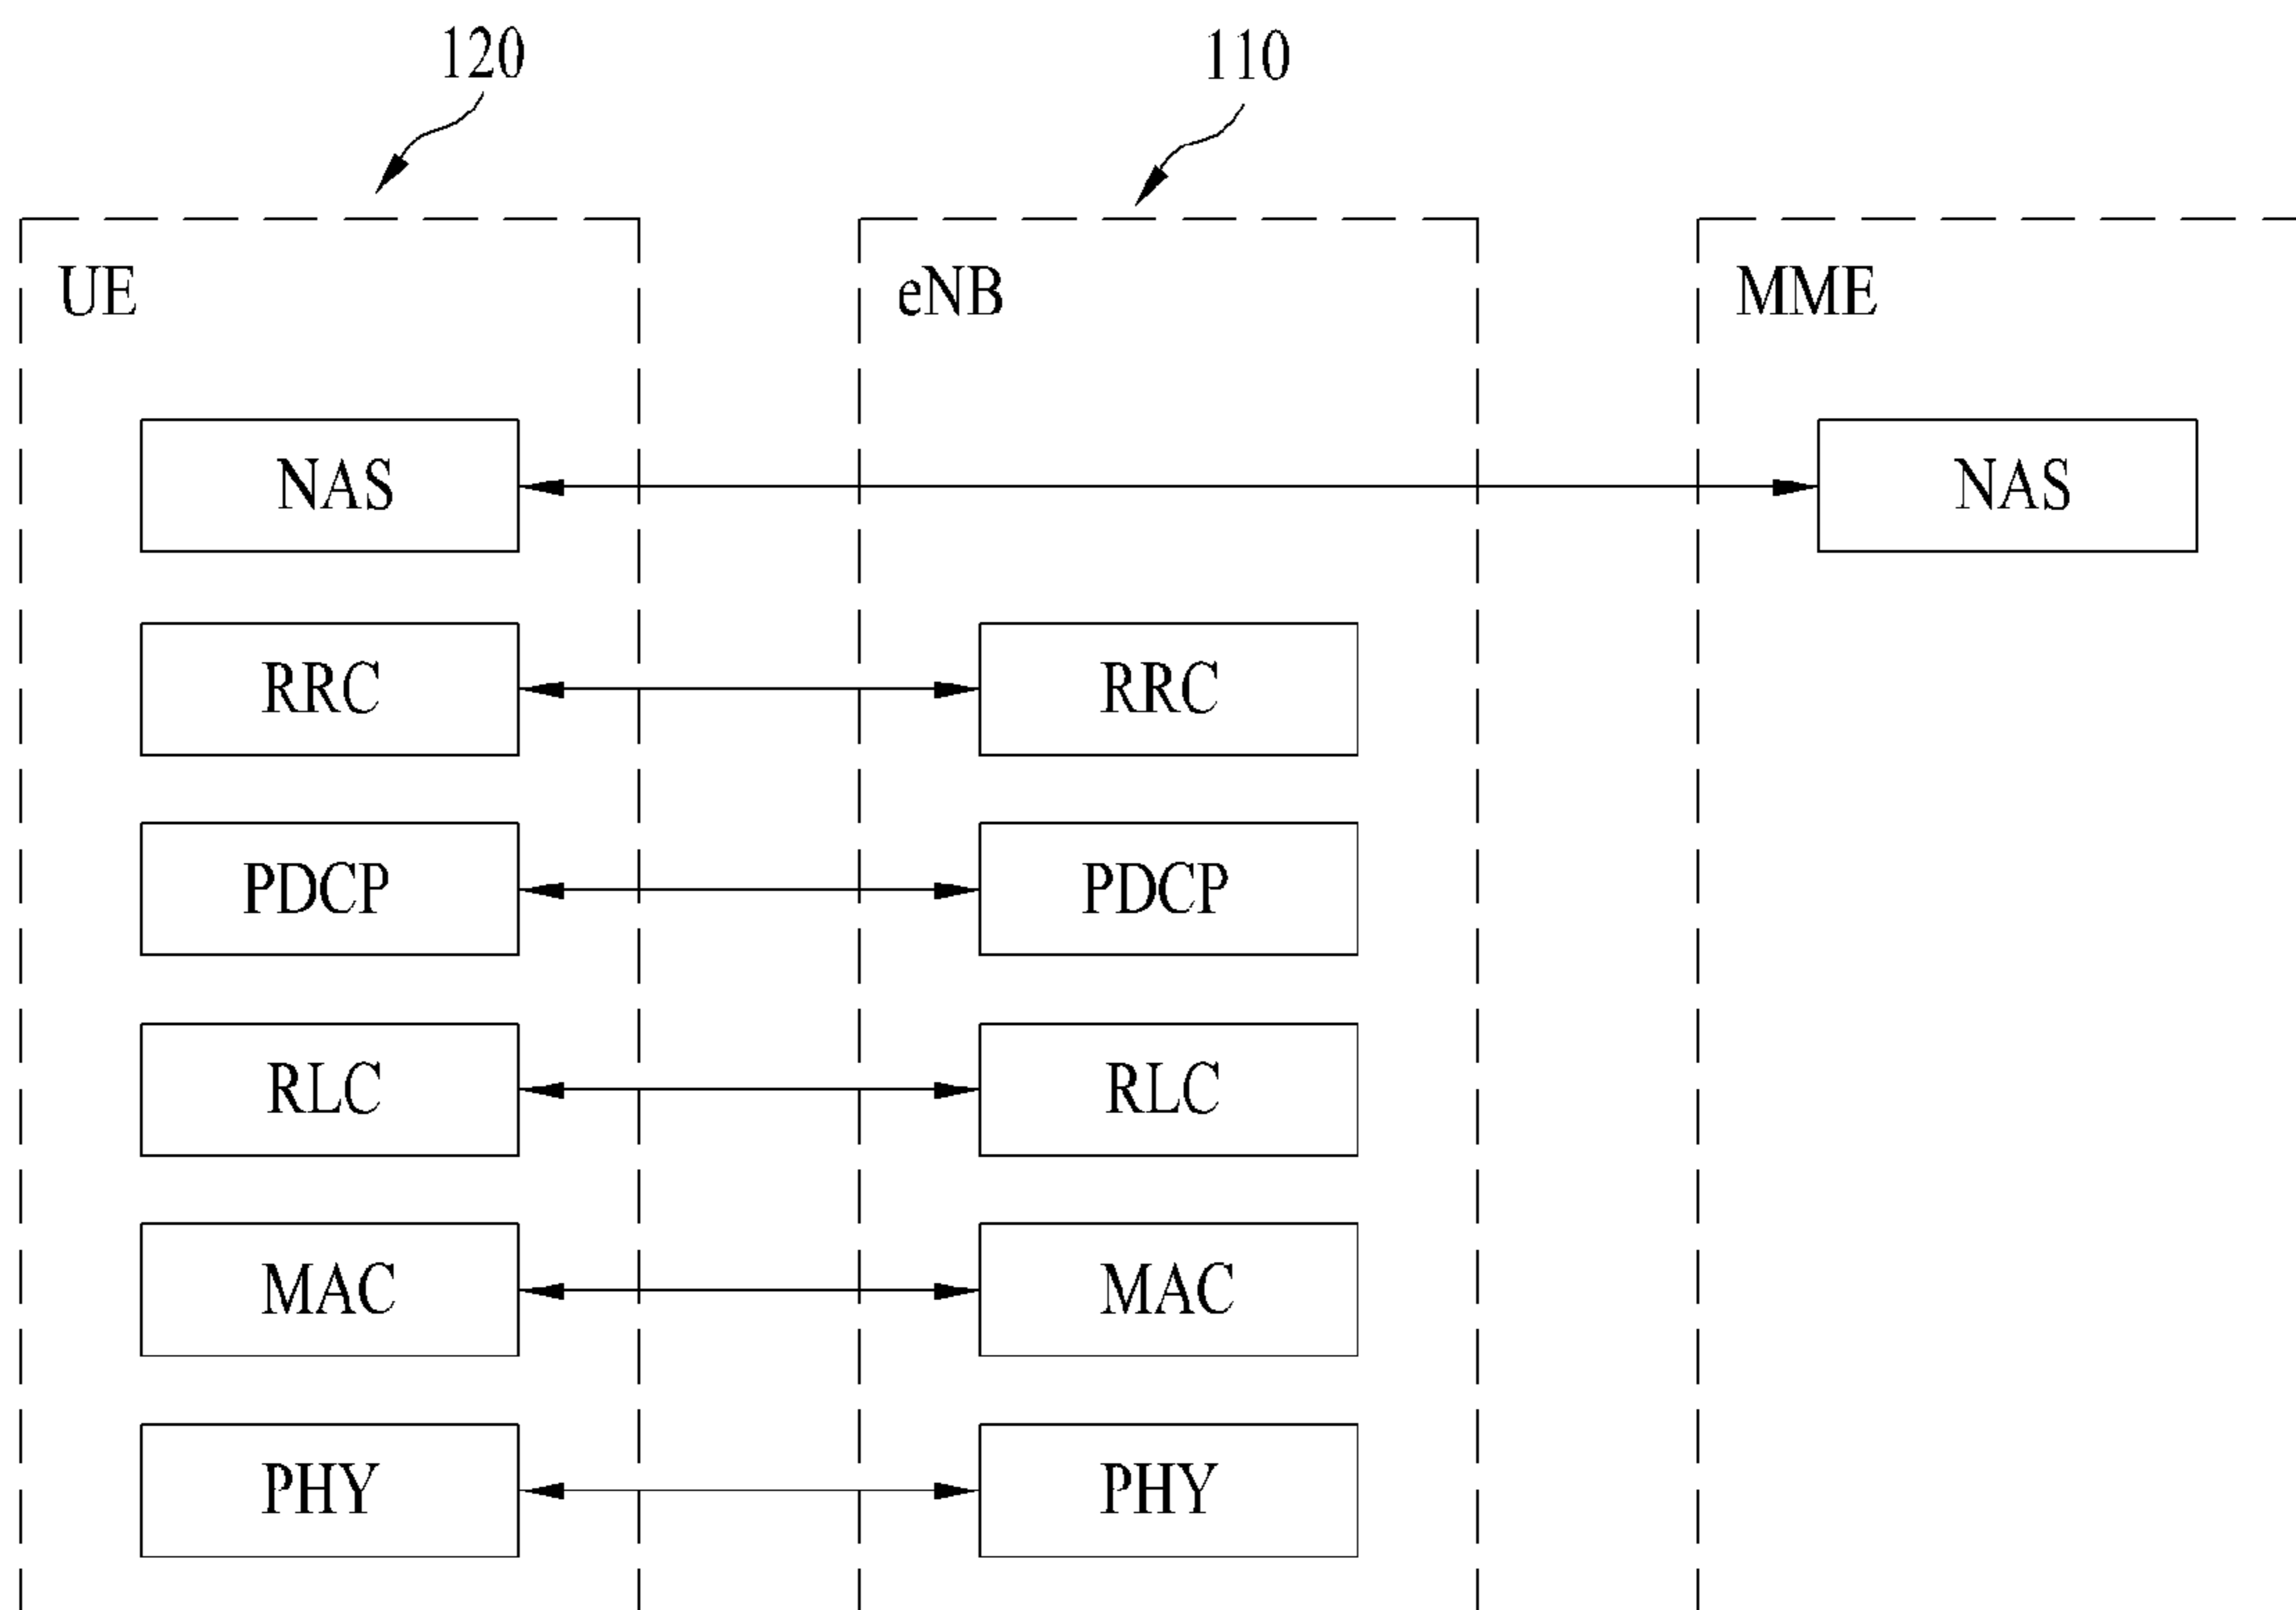 120 110
UE eNB MME
NAS NAS
RRC RRC
PDCP PDCP
RLC RLC
MAC MAC
PHY PHY